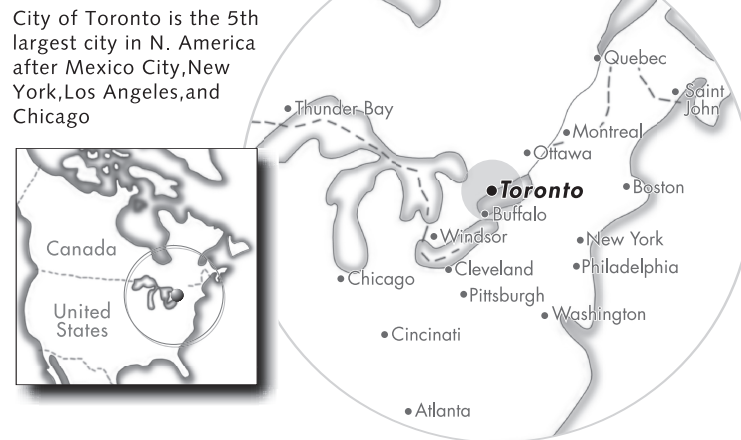 City of Toronto is the 5th
largest city in N. America
after Mexico City,New
York,Los Angeles,and
Chicago
Quebec
Thunder Bay
Saint
John
Montreal
Ottawa
Toronto
Boston
Buffalo
Windsor
New York
Cleveland
Philadelphia
Chicago
Pittsburgh
Washington
Cincinati
Atlanta
Canada
United
States